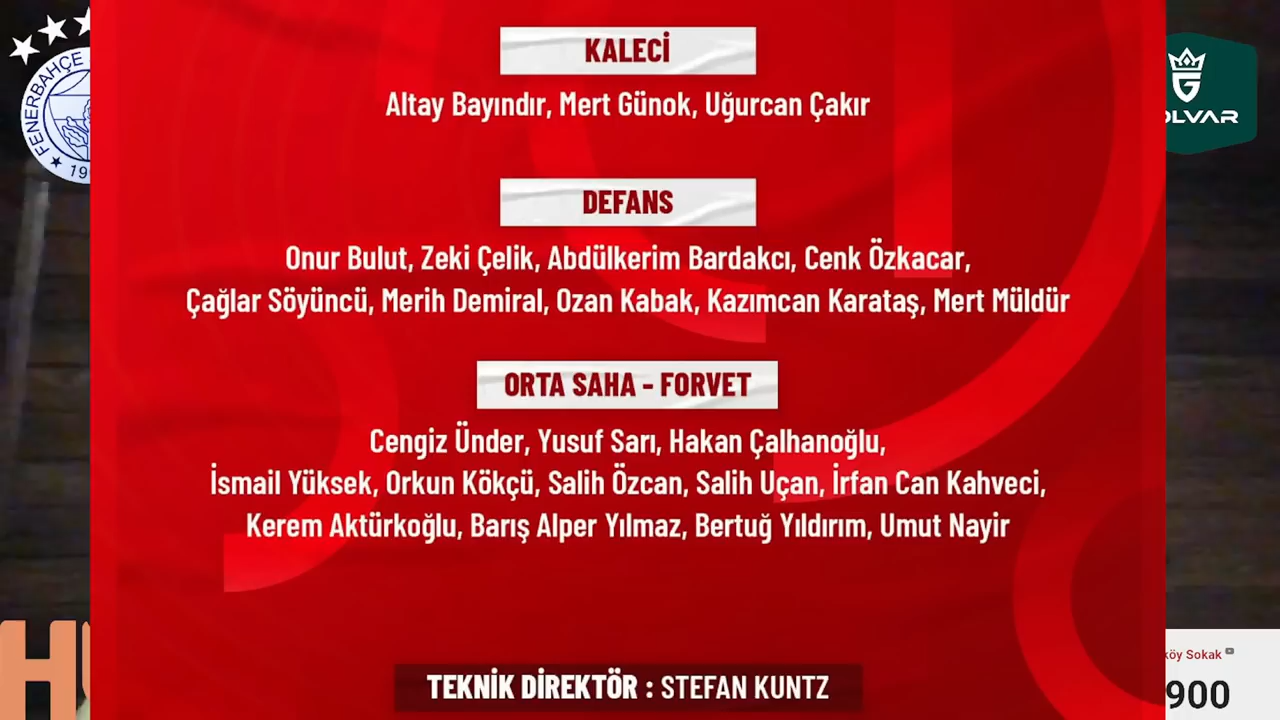 FENERBAHÇE
KALECİ
Altay Bayındır, Mert Günok, Uğurcan Çakır
OLVAR
DEFANS
Onur Bulut, Zeki Çelik, Abdülkerim Bardakcı, Cenk Özkacar,
Çağlar Söyüncü, Merih Demiral, Ozan Kabak, Kazımcan Karataş, Mert Müldür
ORTA SAHA - FORVET
Cengiz Ünder, Yusuf Sarı, Hakan Çalhanoğlu,
İsmail Yüksek, Orkun Kökçü, Salih Özcan, Salih Uçan, İrfan Can Kahveci,
Kerem Aktürkoğlu, Barış Alper Yılmaz, Bertuğ Yıldırım, Umut Nayir
TEKNİK DİREKTÖR : STEFAN KUNTZ
köy Sokak
900